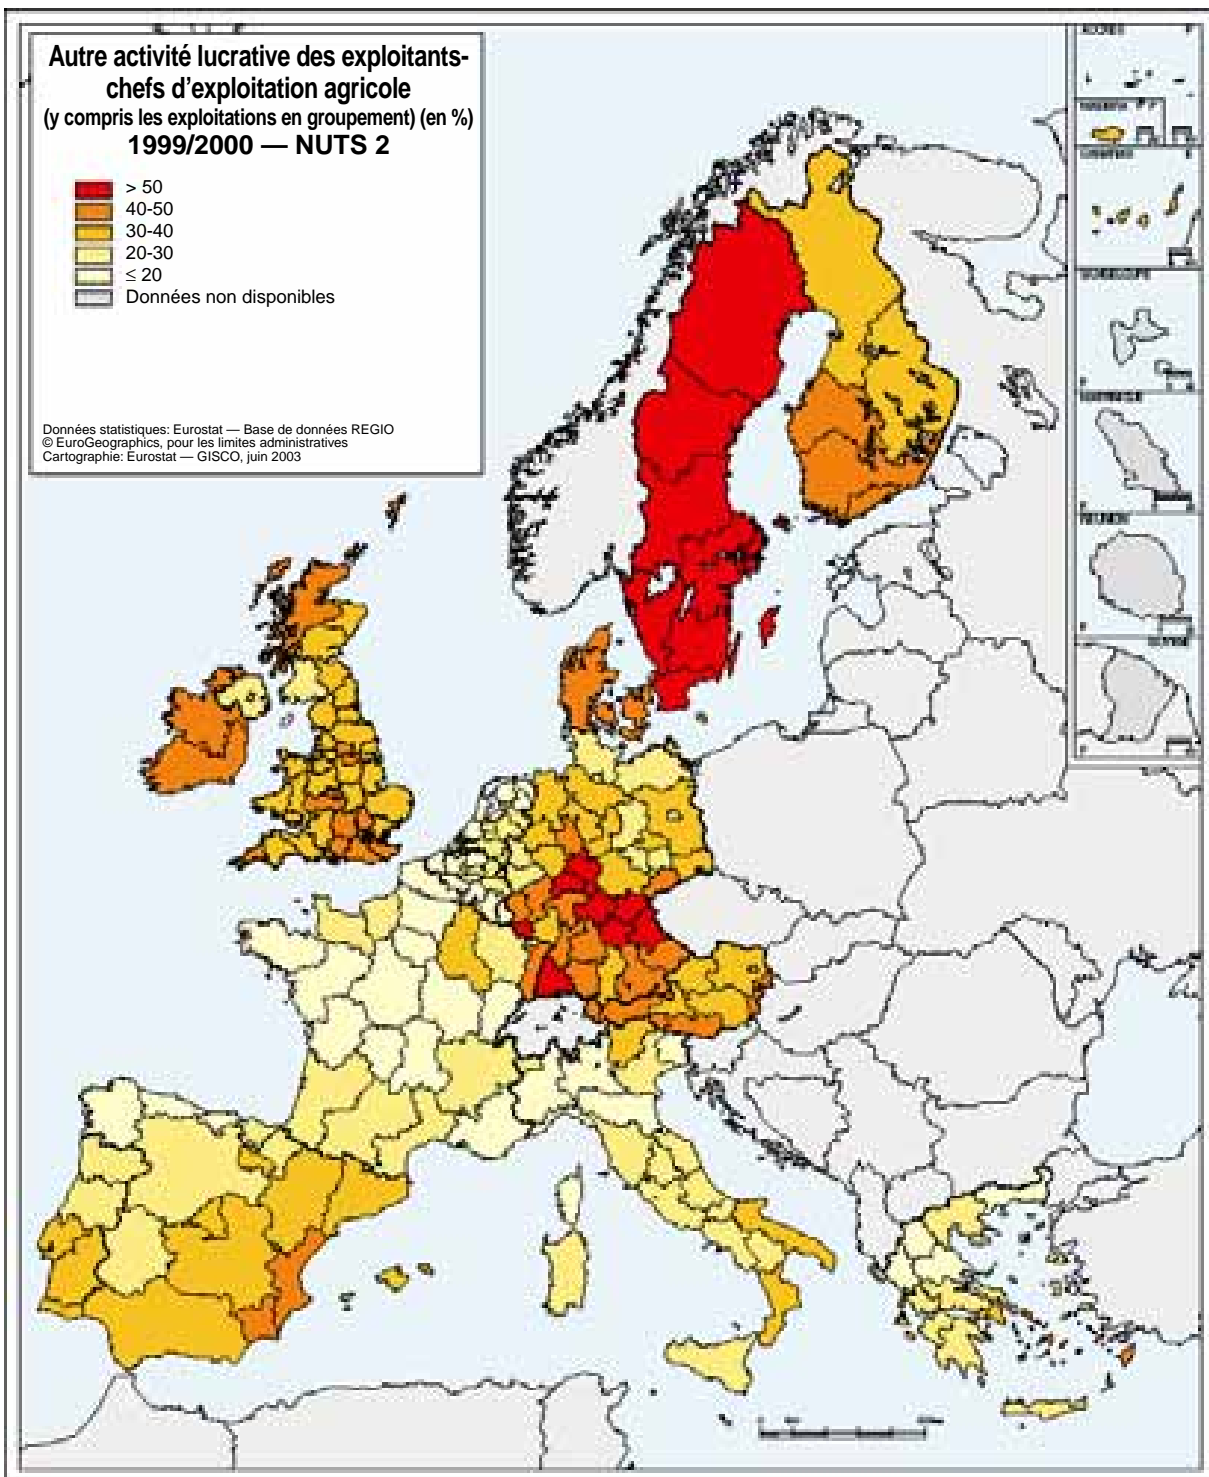 Autre activité lucrative des exploitants-
chefs d'exploitation agricole
(y compris les exploitations en groupement) (en %)
1999/2000 — NUTS 2
> 50
40-50
30-40
20-30
≤ 20
Données non disponibles
Données statistiques: Eurostat — Base de données REGIO
© EuroGeographics, pour les limites administratives
Cartographie: Eurostat — GISCO, juin 2003